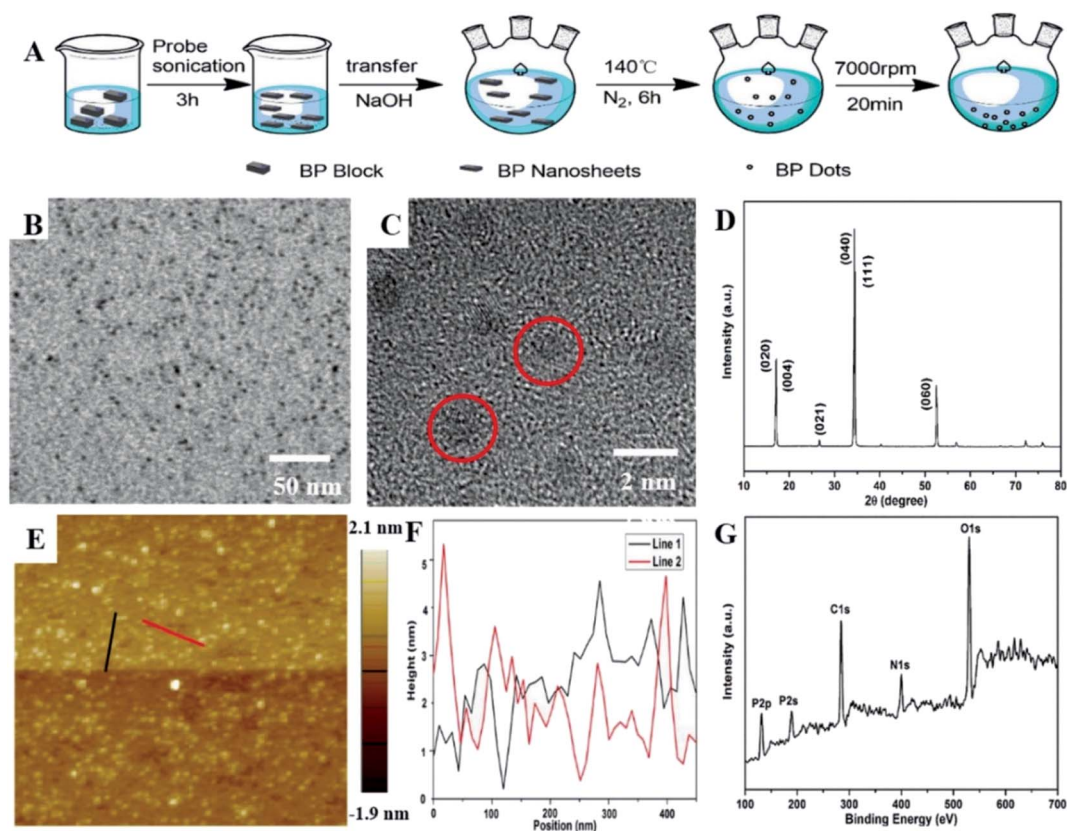 A
Probe
sonication
3h
transfer
NaOH
140℃
N₂, 6h
7000rpm
20min
BP Block
BP Nanosheets
BP Dots
B
50 nm
C
2 nm
D
Intensity (a.u.)
(020)
(004)
(021)
(040)
(111)
(060)
10 20 30 40 50 60 70 80
2θ (degree)
E
2.1 nm
-1.9 nm
F
Height (nm)
5
4
3
2
1
0
Line 1
Line 2
0 100 200 300 400
Position (nm)
G
Intensity (a.u.)
P2p
P2s
C1s
N1s
O1s
100 200 300 400 500 600 700
Binding Energy (eV)